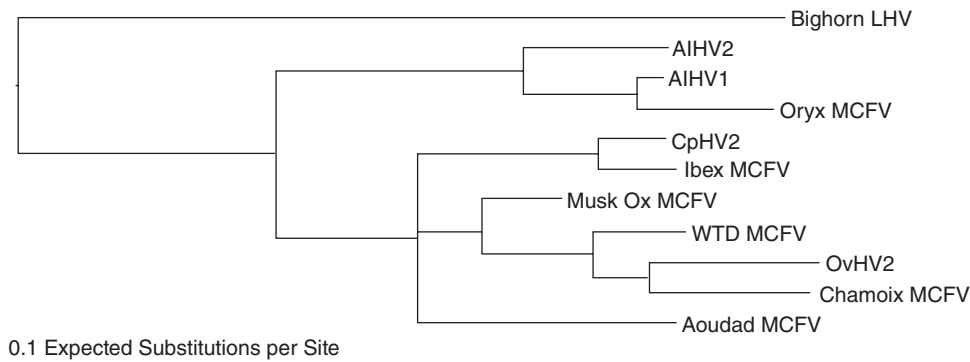 Bighorn LHV
AIHV2
AIHV1
Oryx MCFV
CpHV2
Ibex MCFV
Musk Ox MCFV
WTD MCFV
OvHV2
Chamoix MCFV
Aoudad MCFV
0.1 Expected Substitutions per Site